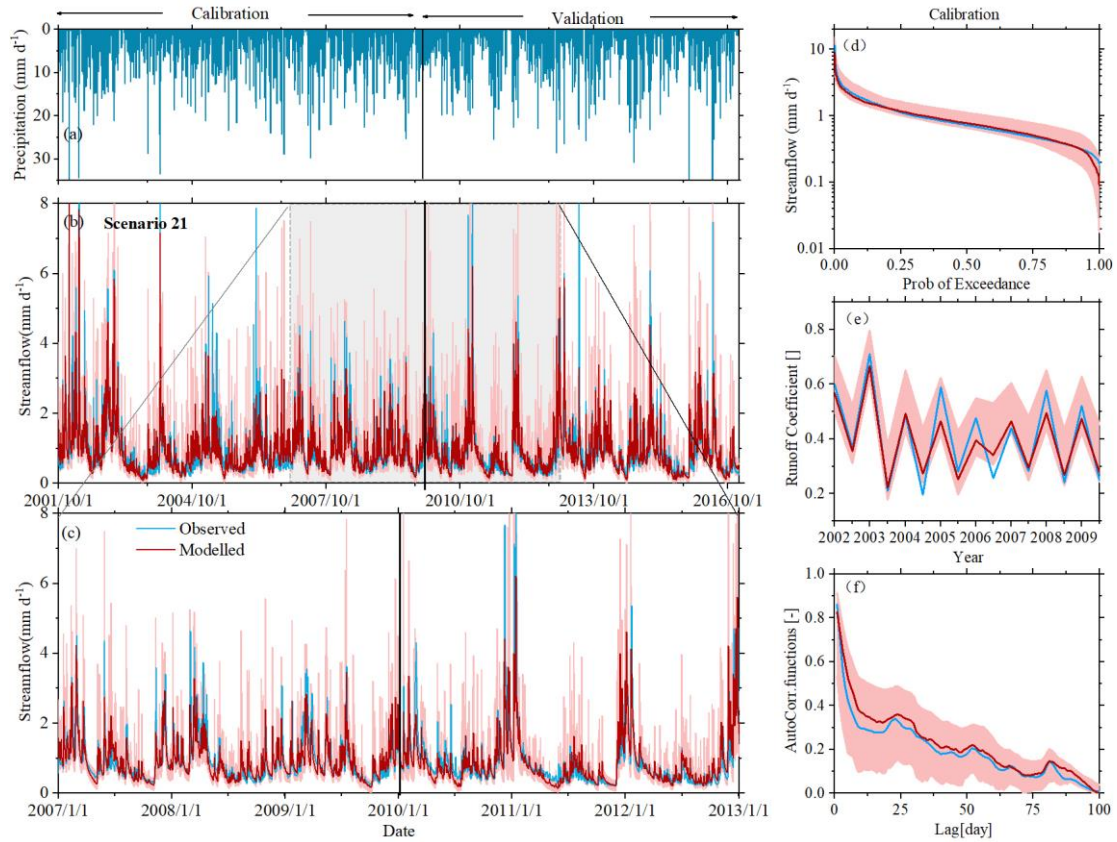 Calibration
Validation
0
10
20
30
Precipitation (mm d⁻¹)
(a)
8
6
4
2
0
Streamflow(mm d⁻¹)
(b)
Scenario 21
2001/10/1
2004/10/1
2007/10/1
2010/10/1
2013/10/1
2016/10/1
8
6
4
2
0
Streamflow(mm d⁻¹)
(c)
Observed
Modelled
2007/1/1
2008/1/1
2009/1/1
2010/1/1
2011/1/1
2012/1/1
2013/1/1
Date
Calibration
(d)
10
1
0.1
0.01
Streamflow (mm d⁻¹)
0.00
0.25
0.50
0.75
1.00
Prob of Exceedance
(e)
0.8
0.6
0.4
0.2
Runoff Coefficient []
2002 2003 2004 2005 2006 2007 2008 2009
Year
(f)
1.0
0.8
0.6
0.4
0.2
0.0
AutoCorr.functions [-]
0
25
50
75
100
Lag[day]